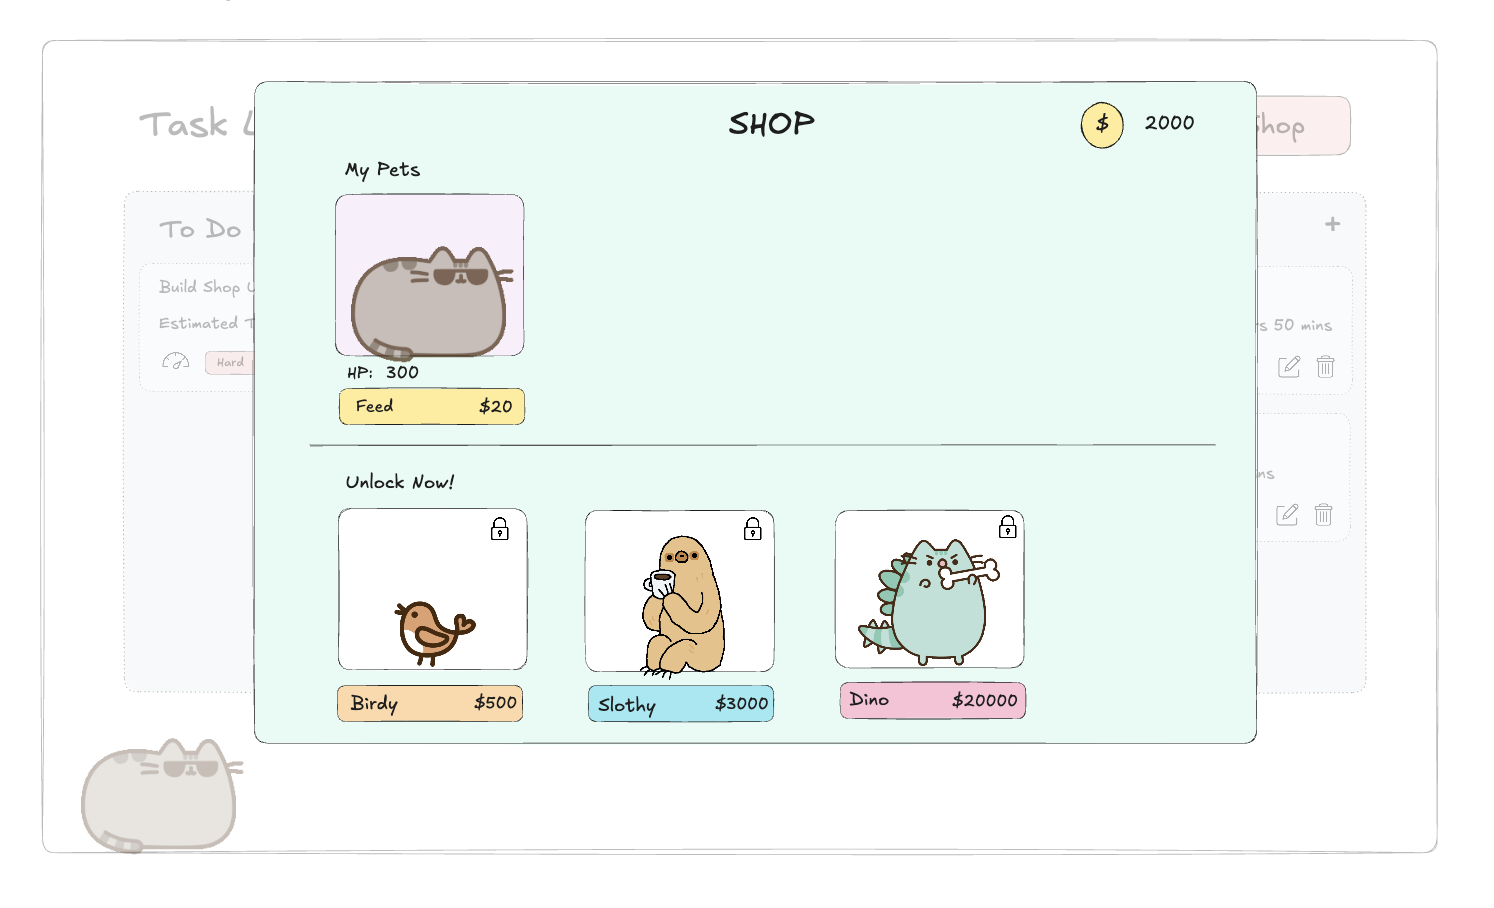 SHOP
$ 2000
Task L
Shop
My Pets
To Do
+
Build Shop U
Estimated T
s 50 mins
Hard
HP: 300
Feed $20
ns
Unlock Now!
Birdy $500
Slothy $3000
Dino $20000